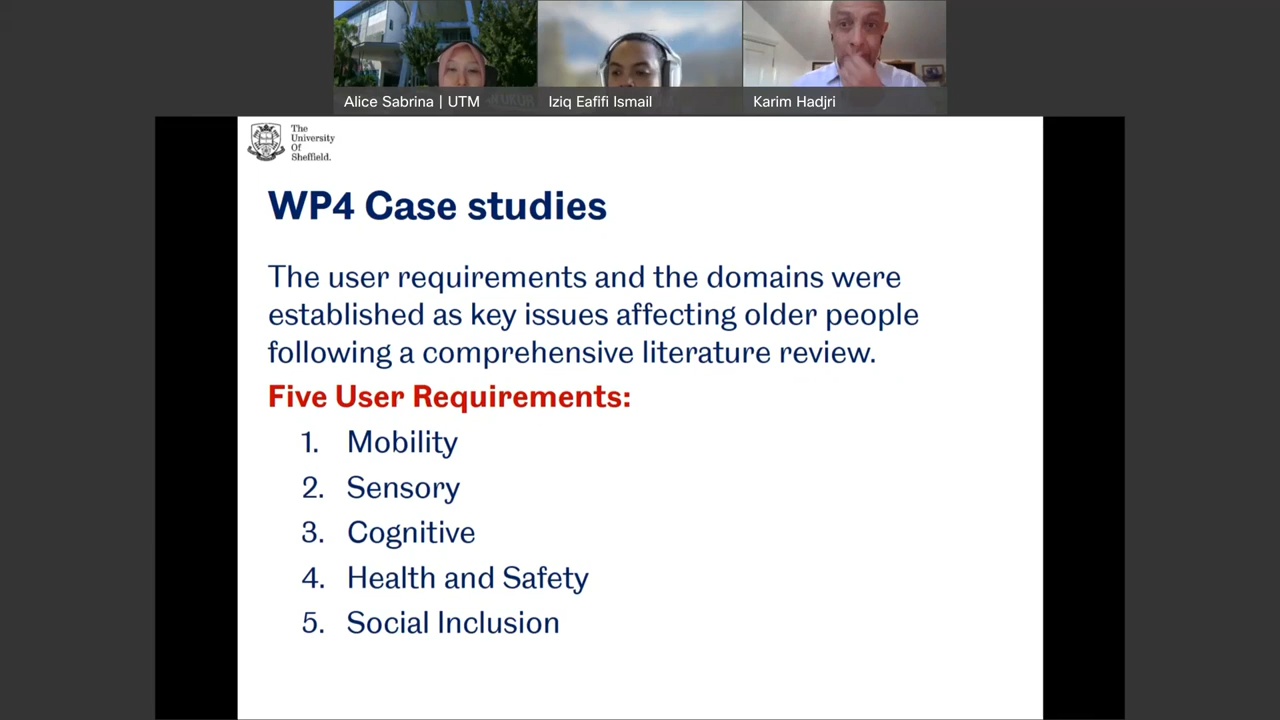 Alice Sabrina | UTM
Iziq Eafifi Ismail
Karim Hadjri
The
University
Of
Sheffield.
WP4 Case studies
The user requirements and the domains were
established as key issues affecting older people
following a comprehensive literature review.
Five User Requirements:
1. Mobility
2. Sensory
3. Cognitive
4. Health and Safety
5. Social Inclusion